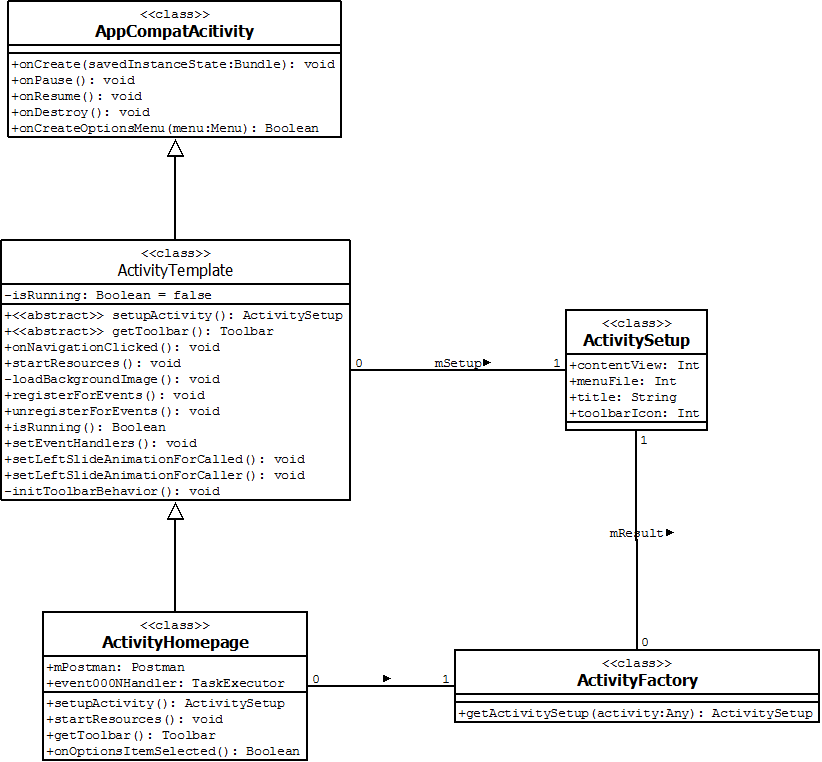 <<class>>
AppCompatAcitivity
+onCreate(savedInstanceState:Bundle): void
+onPause(): void
+onResume(): void
+onDestroy(): void
+onCreateOptionsMenu(menu:Menu): Boolean
<<class>>
ActivityTemplate
-isRunning: Boolean = false
+<<abstract>> setupActivity(): ActivitySetup
+<<abstract>> getToolbar(): Toolbar
+onNavigationClicked(): void
+startResources(): void
-loadBackgroundImage(): void
+registerForEvents(): void
+unregisterForEvents(): void
+isRunning(): Boolean
+setEventHandlers(): void
+setLeftSlideAnimationForCalled(): void
+setLeftSlideAnimationForCaller(): void
-initToolbarBehavior(): void
0
mSetup
1
<<class>>
ActivitySetup
+contentView: Int
+menuFile: Int
+title: String
+toolbarIcon: Int
1
mResult
0
<<class>>
ActivityHomepage
+mPostman: Postman
+event000NHandler: TaskExecutor
+setupActivity(): ActivitySetup
+startResources(): void
+getToolbar(): Toolbar
+onOptionsItemSelected(): Boolean
0
1
<<class>>
ActivityFactory
+getActivitySetup(activity:Any): ActivitySetup